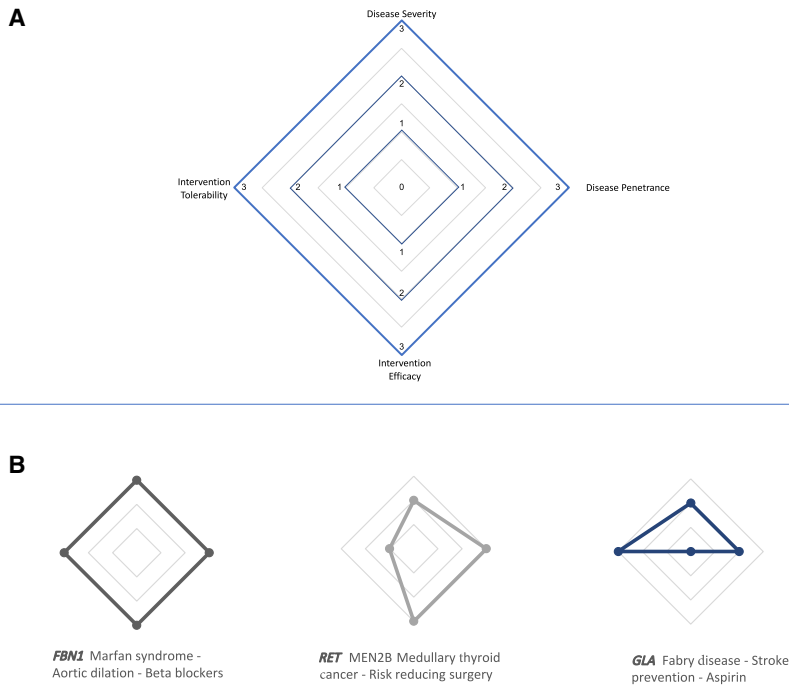 A
Disease Severity
3
2
1
Intervention
Tolerability
3 2 1 0 1 2 3
Disease Penetrance
1
2
3
Intervention
Efficacy
B
FBN1 Marfan syndrome -
Aortic dilation - Beta blockers
RET MEN2B Medullary thyroid
cancer - Risk reducing surgery
GLA Fabry disease - Stroke
prevention - Aspirin